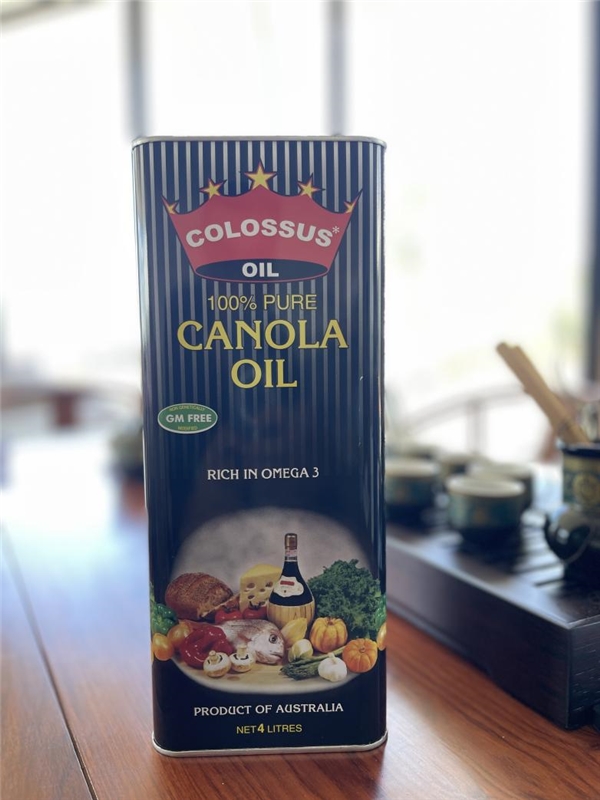 COLOSSUS*
OIL
100% PURE
CANOLA
OIL
GM FREE
RICH IN OMEGA 3
PRODUCT OF AUSTRALIA
NET 4 LITRES